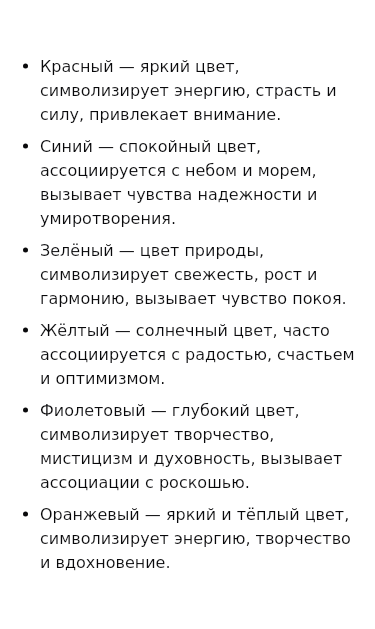 • Красный — яркий цвет,
символизирует энергию, страсть и
силу, привлекает внимание.
• Синий — спокойный цвет,
ассоциируется с небом и морем,
вызывает чувства надежности и
умиротворения.
• Зелёный — цвет природы,
символизирует свежесть, рост и
гармонию, вызывает чувство покоя.
• Жёлтый — солнечный цвет, часто
ассоциируется с радостью, счастьем
и оптимизмом.
• Фиолетовый — глубокий цвет,
символизирует творчество,
мистицизм и духовность, вызывает
ассоциации с роскошью.
• Оранжевый — яркий и тёплый цвет,
символизирует энергию, творчество
и вдохновение.